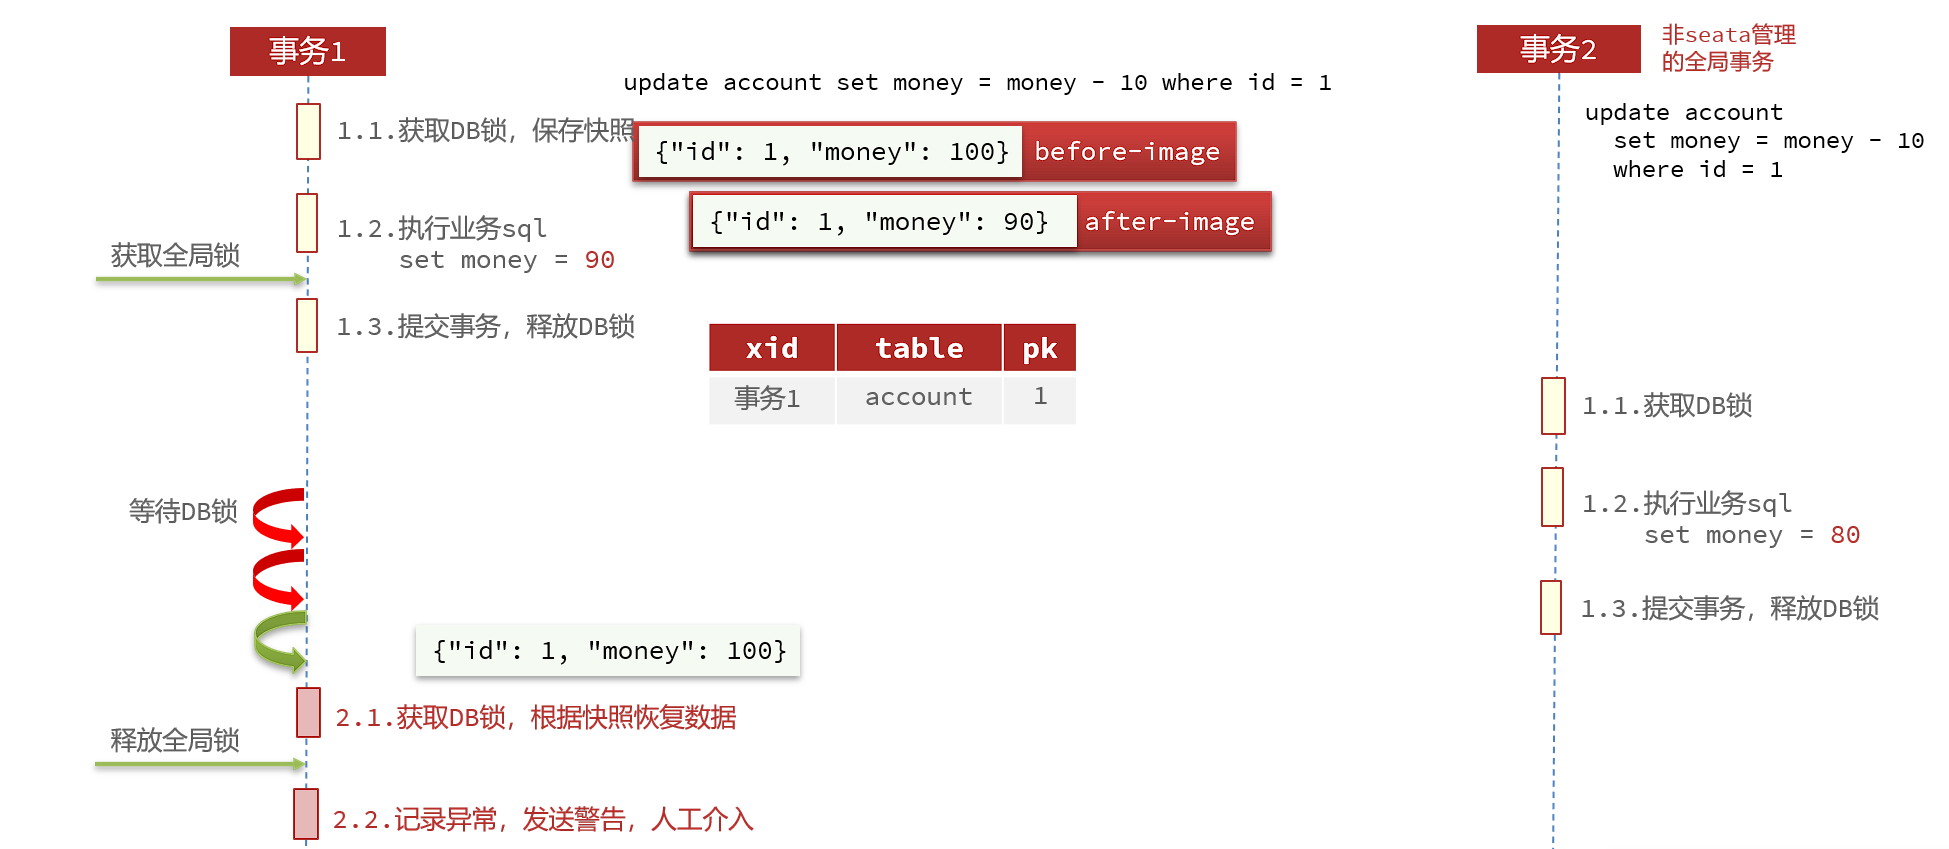 事务1
update account set money = money - 10 where id = 1
1.1.获取DB锁，保存快照
{"id": 1, "money": 100} before-image
{"id": 1, "money": 90} after-image
1.2.执行业务sql
set money = 90
获取全局锁
1.3.提交事务，释放DB锁
xid table pk
事务1 account 1
等待DB锁
{"id": 1, "money": 100}
2.1.获取DB锁，根据快照恢复数据
释放全局锁
2.2.记录异常，发送警告，人工介入
事务2
非seata管理
的全局事务
update account
set money = money - 10
where id = 1
1.1.获取DB锁
1.2.执行业务sql
set money = 80
1.3.提交事务，释放DB锁